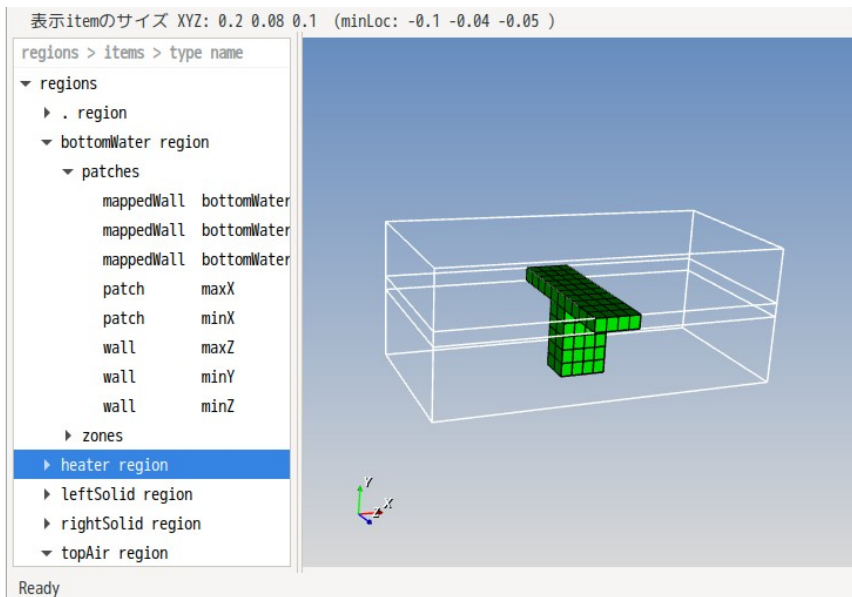 表示itemのサイズ XYZ: 0.2 0.08 0.1 (minLoc: -0.1 -0.04 -0.05 )
regions > items > type name
regions
. region
bottomWater region
patches
mappedWall bottomWater
mappedWall bottomWater
mappedWall bottomWater
patch maxX
patch minX
wall maxZ
wall minY
wall minZ
zones
heater region
leftSolid region
rightSolid region
topAir region
Y
X
Z
Ready